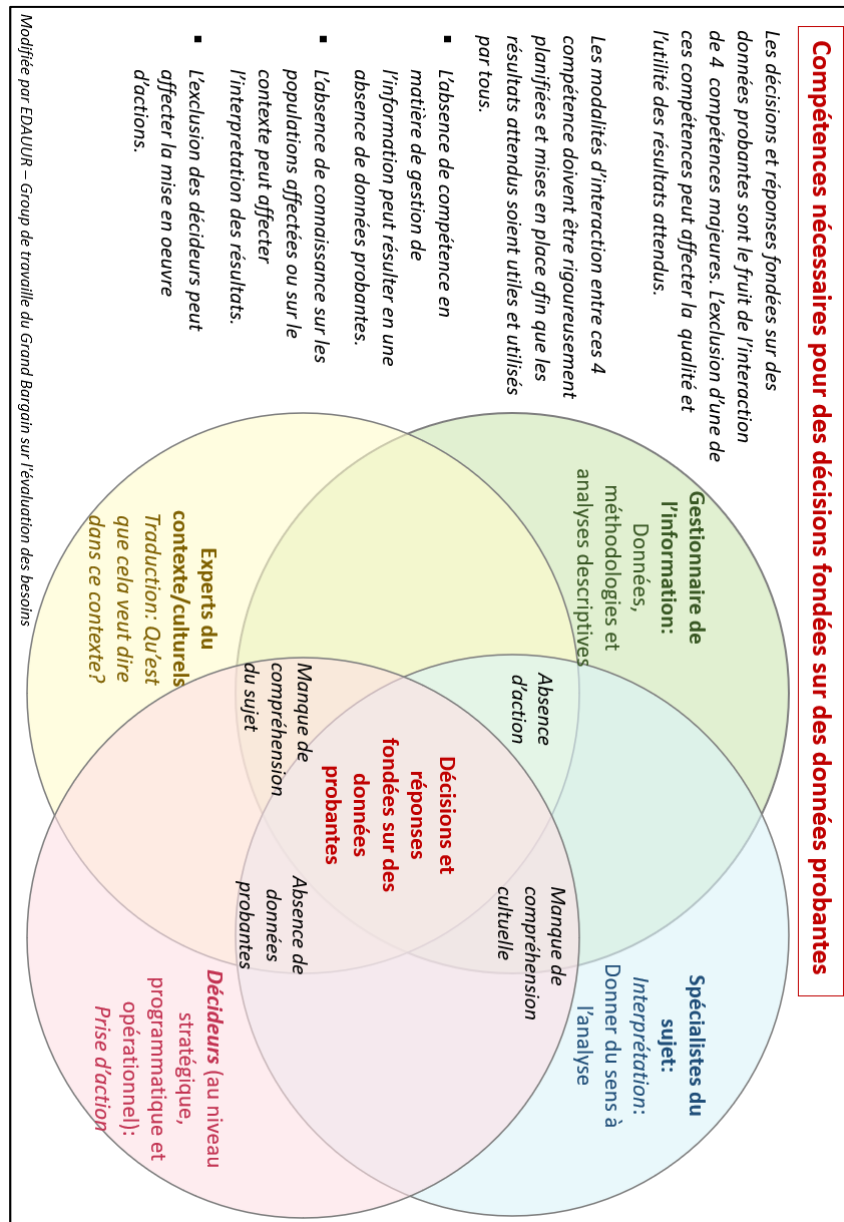 Compétences nécessaires pour des décisions fondées sur des données probantes
Les décisions et réponses fondées sur des
données probantes sont le fruit de l'interaction
de 4 compétences majeures. L'exclusion d'une de
ces compétences peut affecter la qualité et
l'utilité des résultats attendus.
Les modalités d'interaction entre ces 4
compétence doivent être rigoureusement
planifiées et mises en place afin que les
résultats attendus soient utiles et utilisés
par tous.
▪ L'absence de compétence en
matière de gestion de
l'information peut résulter en une
absence de données probantes.
▪ L'absence de connaissance sur les
populations affectées ou sur le
contexte peut affecter
l'interpretation des résultats.
▪ L'exclusion des décideurs peut
affecter la mise en oeuvre
d'actions.
Gestionnaire de
l'information:
Données,
méthodologies et
analyses descriptives
Spécialistes du
sujet:
Interprétation:
Donner du sens à
l'analyse
Absence
d'action
Manque de
compréhension
cultuelle
Décisions et
réponses
fondées sur des
données
probantes
Manque de
compréhension
du sujet
Absence de
données
probantes
Experts du
contexte/culturels
Traduction: Qu'est
que cela veut dire
dans ce contexte?
Décideurs (au niveau
stratégique,
programmatique et
opérationnel):
Prise d'action
Modifiée par EDAUUR – Group de travaille du Grand Bargain sur l'évaluation des besoins